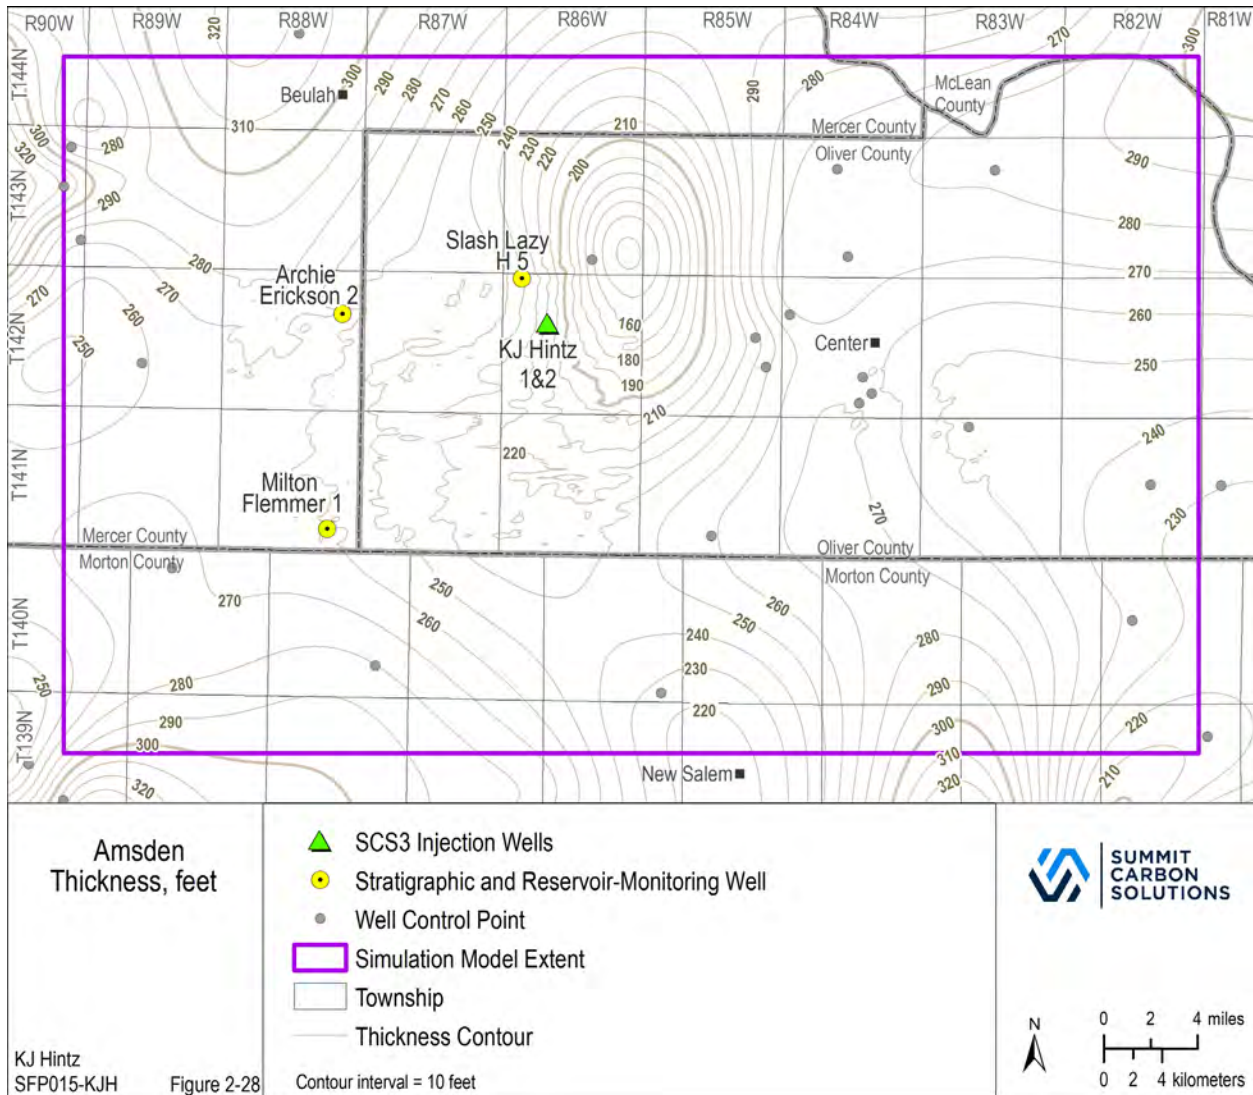 R90W R89W R88W R87W R86W R85W R84W R83W R82W R81W
320
270
300
T144N
300
290
280
270
260
250
240
230
220
210
290
280
McLean
County
Beulah
310
Mercer County
Oliver County
300
320
280
290
T143N
200
290
280
Slash Lazy
H 5
280
270
Archie
Erickson 2
270
270
260
260
250
T142N
160
180
190
KJ Hintz
1&2
Center
250
210
240
T141N
220
Milton
Flemmer 1
270
230
Mercer County
Morton County
Oliver County
Morton County
T140N
270
250
260
260
250
240
230
220
280
290
300
310
320
250
280
290
300
320
220
210
T139N
New Salem
Amsden
Thickness, feet
KJ Hintz
SFP015-KJH Figure 2-28
SCS3 Injection Wells
Stratigraphic and Reservoir-Monitoring Well
Well Control Point
Simulation Model Extent
Township
Thickness Contour
Contour interval = 10 feet
SUMMIT
CARBON
SOLUTIONS
N
0 2 4 miles
0 2 4 kilometers